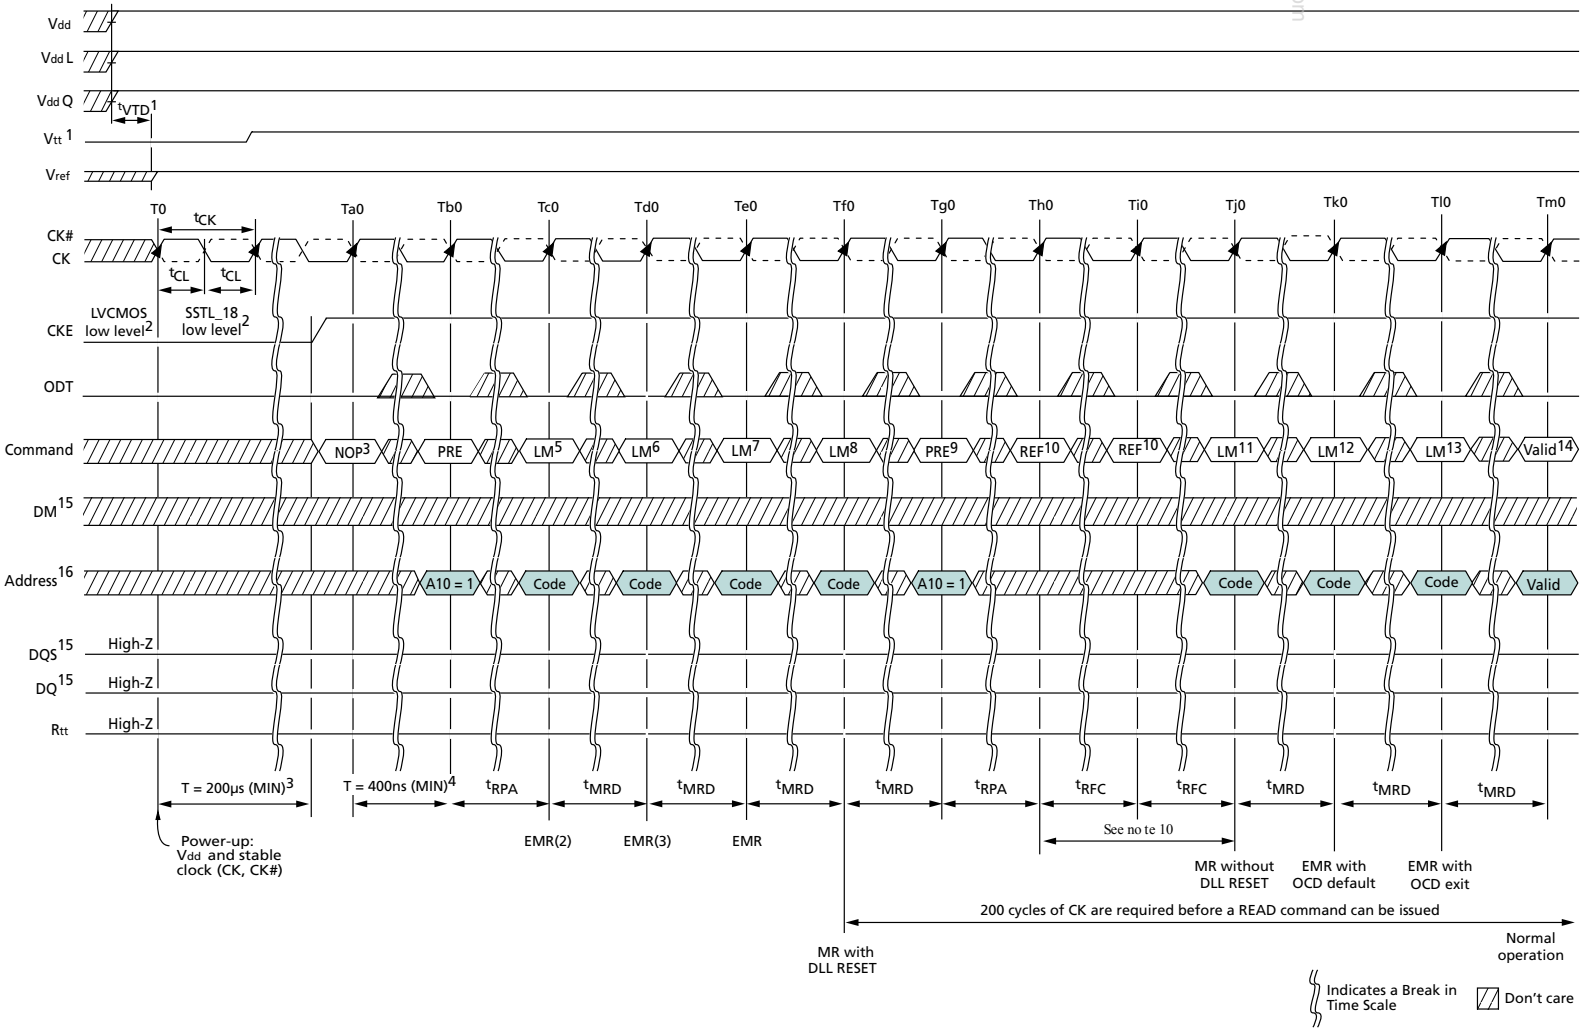 Vdd
Vdd L
Vdd Q
tVTD1
Vtt 1
Vref
T0 Ta0 Tb0 Tc0 Td0 Te0 Tf0 Tg0 Th0 Ti0 Tj0 Tk0 Tl0 Tm0
tCK
CK#
CK
tCL tCL
LVCMOS
low level2
SSTL_18
low level2
CKE
ODT
Command NOP3 PRE LM5 LM6 LM7 LM8 PRE9 REF10 REF10 LM11 LM12 LM13 Valid14
DM15
Address16 A10 = 1 Code Code Code Code A10 = 1 Code Code Code Valid
DQS15 High-Z
DQ15 High-Z
Rtt High-Z
T = 200µs (MIN)3 T = 400ns (MIN)4 tRPA tMRD tMRD tMRD tMRD tRPA tRFC tRFC tMRD tMRD tMRD
See no te 10
Power-up:
Vdd and stable
clock (CK, CK#)
EMR(2) EMR(3) EMR
MR without
DLL RESET
EMR with
OCD default
EMR with
OCD exit
200 cycles of CK are required before a READ command can be issued
MR with
DLL RESET
Normal
operation
Indicates a Break in
Time Scale
Don't care